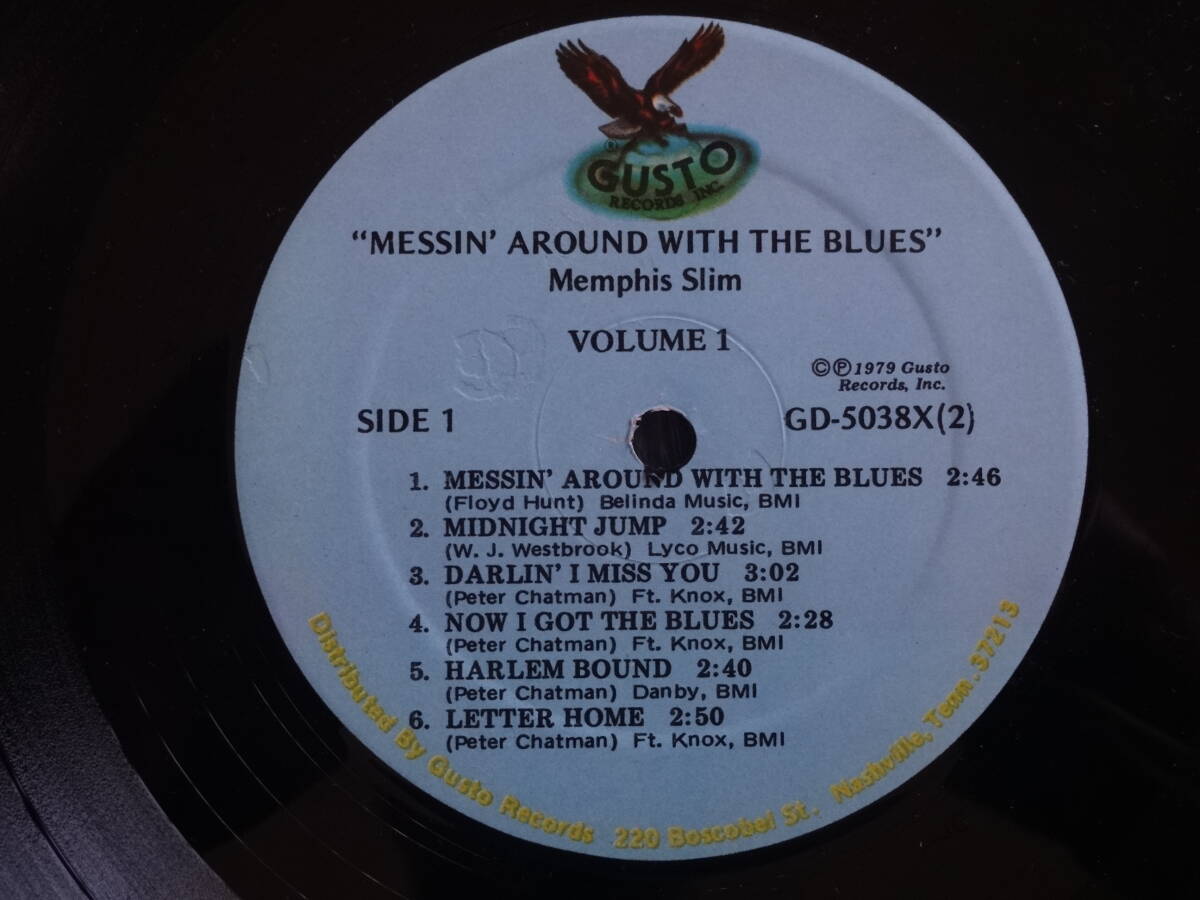 ®
GUSTO
RECORDS INC.
“MESSIN’ AROUND WITH THE BLUES”
Memphis Slim
VOLUME 1
©℗1979 Gusto
Records, Inc.
SIDE 1
GD-5038X(2)
1. MESSIN’ AROUND WITH THE BLUES 2:46
(Floyd Hunt) Belinda Music, BMI
2. MIDNIGHT JUMP 2:42
(W. J. Westbrook) Lyco Music, BMI
3. DARLIN’ I MISS YOU 3:02
(Peter Chatman) Ft. Knox, BMI
4. NOW I GOT THE BLUES 2:28
(Peter Chatman) Ft. Knox, BMI
5. HARLEM BOUND 2:40
(Peter Chatman) Danby, BMI
6. LETTER HOME 2:50
(Peter Chatman) Ft. Knox, BMI
Distributed By Gusto Records 220 Boscobel St. Nashville, Tenn. 37213